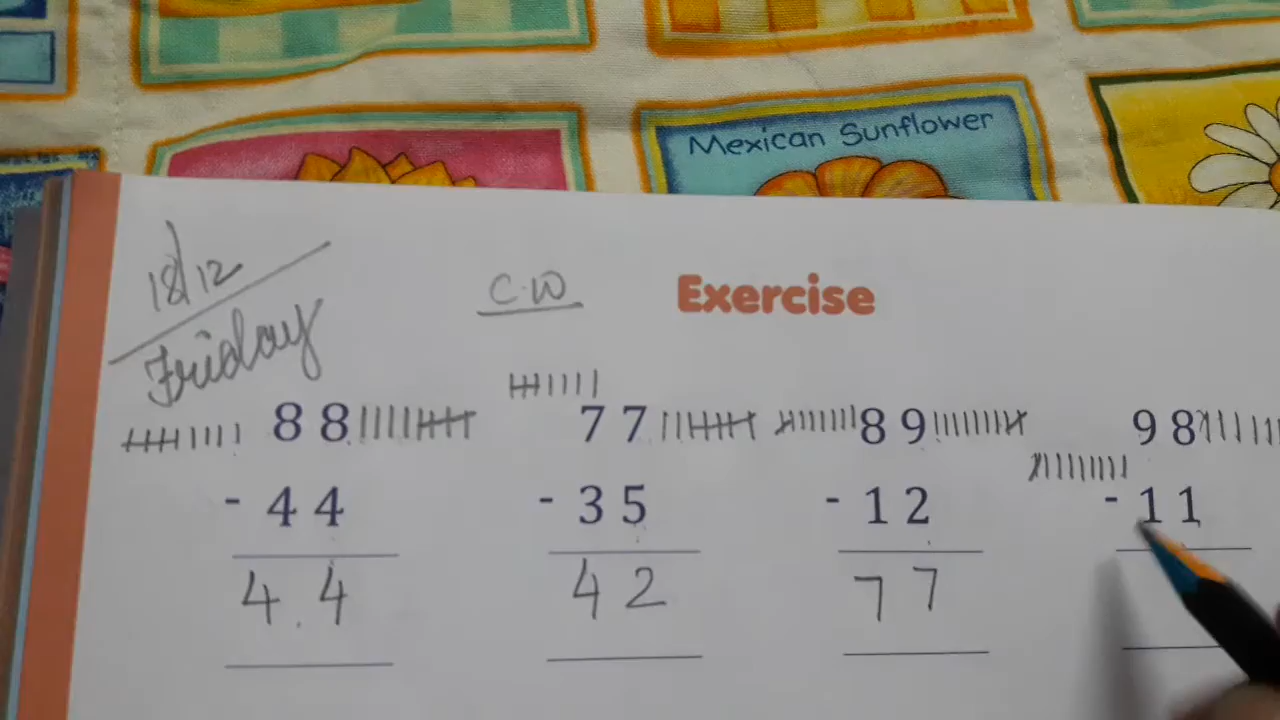 Mexican Sunflower
18/12
Friday
C.W
Exercise
88 77 89 98
- 44 - 35 - 12 - 11
44 42 77